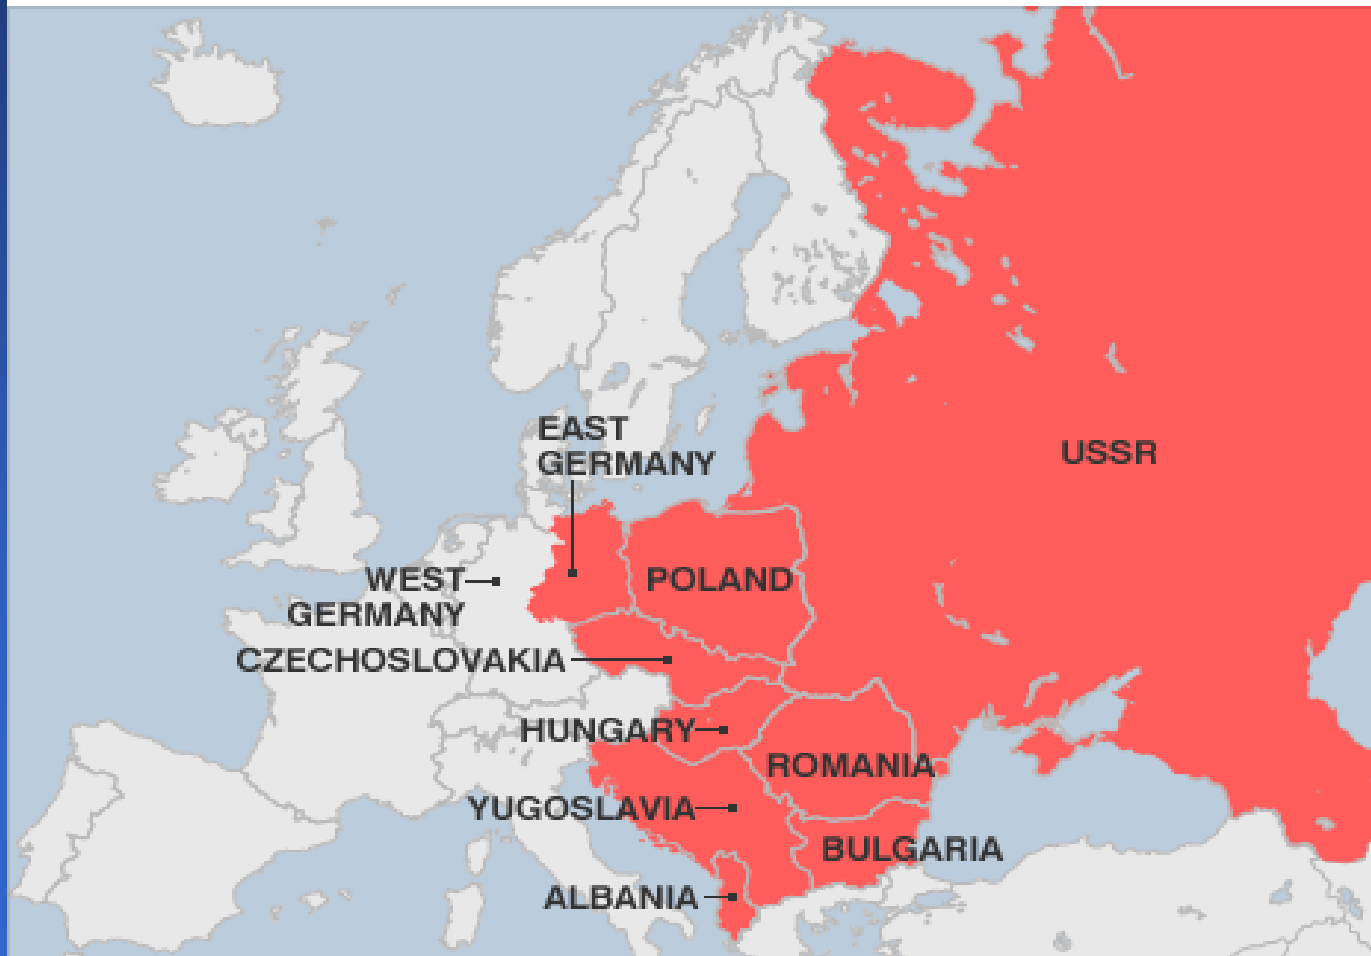 EAST
GERMANY
USSR
WEST
GERMANY
POLAND
CZECHOSLOVAKIA
HUNGARY
ROMANIA
YUGOSLAVIA
BULGARIA
ALBANIA